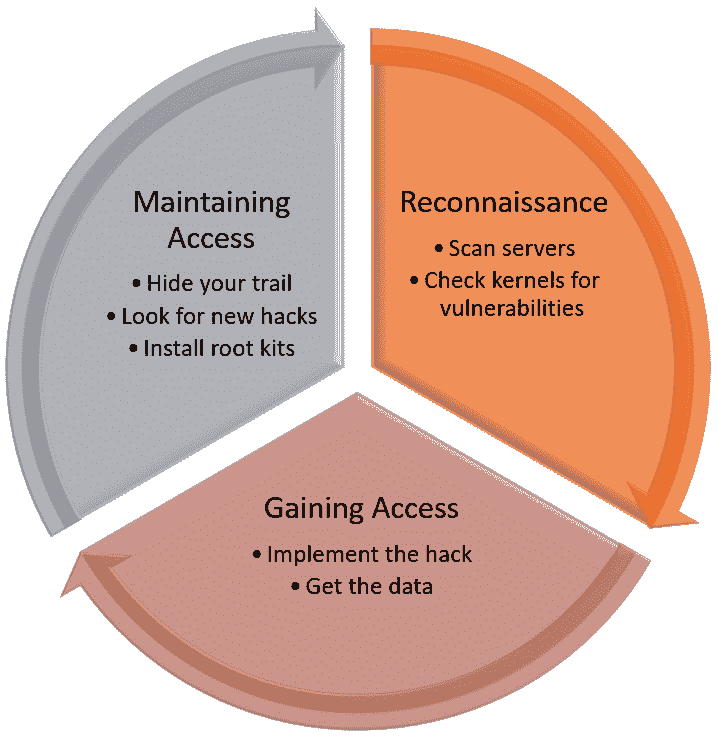 Maintaining
Access
• Hide your trail
• Look for new hacks
• Install root kits
Reconnaissance
• Scan servers
• Check kernels for
vulnerabilities
Gaining Access
• Implement the hack
• Get the data